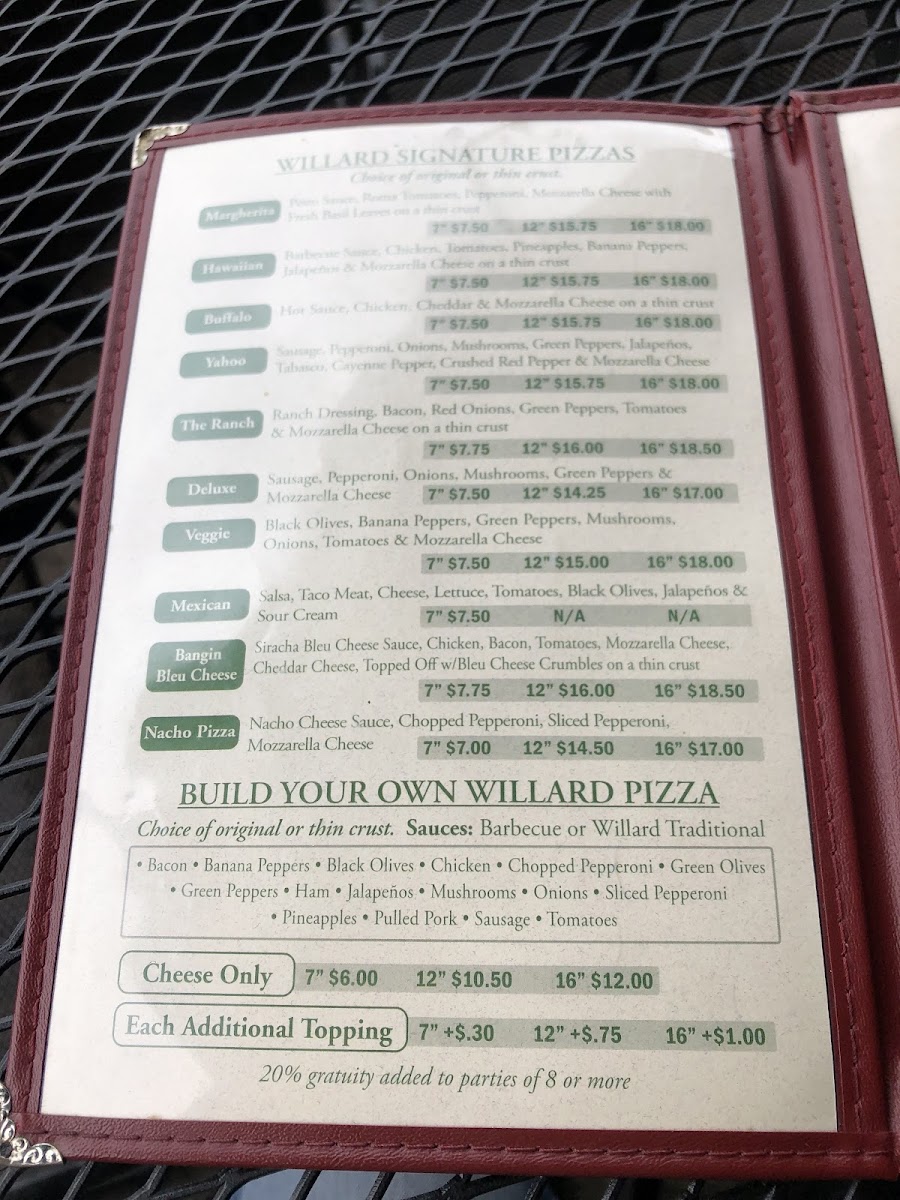 WILLARD SIGNATURE PIZZAS
Choice of original or thin crust.
Margherita
Pesto Sauce, Roma Tomatoes, Pepperoni, Mozzarella Cheese with
Fresh Basil Leaves on a thin crust
7" $7.50 12" $15.75 16" $18.00
Hawaiian
Barbecue Sauce, Chicken, Tomatoes, Pineapples, Banana Peppers,
Jalapeños & Mozzarella Cheese on a thin crust
7" $7.50 12" $15.75 16" $18.00
Buffalo
Hot Sauce, Chicken, Cheddar & Mozzarella Cheese on a thin crust
7" $7.50 12" $15.75 16" $18.00
Yahoo
Sausage, Pepperoni, Onions, Mushrooms, Green Peppers, Jalapeños,
Tabasco, Cayenne Pepper, Crushed Red Pepper & Mozzarella Cheese
7" $7.50 12" $15.75 16" $18.00
The Ranch
Ranch Dressing, Bacon, Red Onions, Green Peppers, Tomatoes
& Mozzarella Cheese on a thin crust
7" $7.75 12" $16.00 16" $18.50
Deluxe
Sausage, Pepperoni, Onions, Mushrooms, Green Peppers &
Mozzarella Cheese 7" $7.50 12" $14.25 16" $17.00
Veggie
Black Olives, Banana Peppers, Green Peppers, Mushrooms,
Onions, Tomatoes & Mozzarella Cheese
7" $7.50 12" $15.00 16" $18.00
Mexican
Salsa, Taco Meat, Cheese, Lettuce, Tomatoes, Black Olives, Jalapeños &
Sour Cream 7" $7.50 N/A N/A
Bangin
Bleu Cheese
Siracha Bleu Cheese Sauce, Chicken, Bacon, Tomatoes, Mozzarella Cheese,
Cheddar Cheese, Topped Off w/Bleu Cheese Crumbles on a thin crust
7" $7.75 12" $16.00 16" $18.50
Nacho Pizza
Nacho Cheese Sauce, Chopped Pepperoni, Sliced Pepperoni,
Mozzarella Cheese 7" $7.00 12" $14.50 16" $17.00
BUILD YOUR OWN WILLARD PIZZA
Choice of original or thin crust. Sauces: Barbecue or Willard Traditional
• Bacon • Banana Peppers • Black Olives • Chicken • Chopped Pepperoni • Green Olives
• Green Peppers • Ham • Jalapeños • Mushrooms • Onions • Sliced Pepperoni
• Pineapples • Pulled Pork • Sausage • Tomatoes
Cheese Only 7" $6.00 12" $10.50 16" $12.00
Each Additional Topping 7" +$.30 12" +$.75 16" +$1.00
20% gratuity added to parties of 8 or more